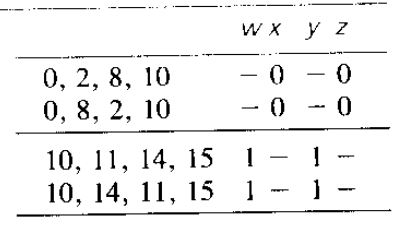 w x y z
0, 2, 8, 10 – 0 – 0
0, 8, 2, 10 – 0 – 0
10, 11, 14, 15 1 – 1 –
10, 14, 11, 15 1 – 1 –